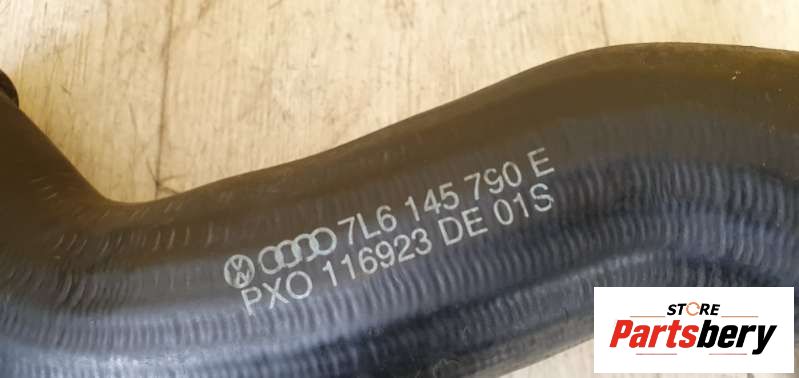 7L6 145 790 E
PXO 116923 DE 01S
STORE
Partsbery